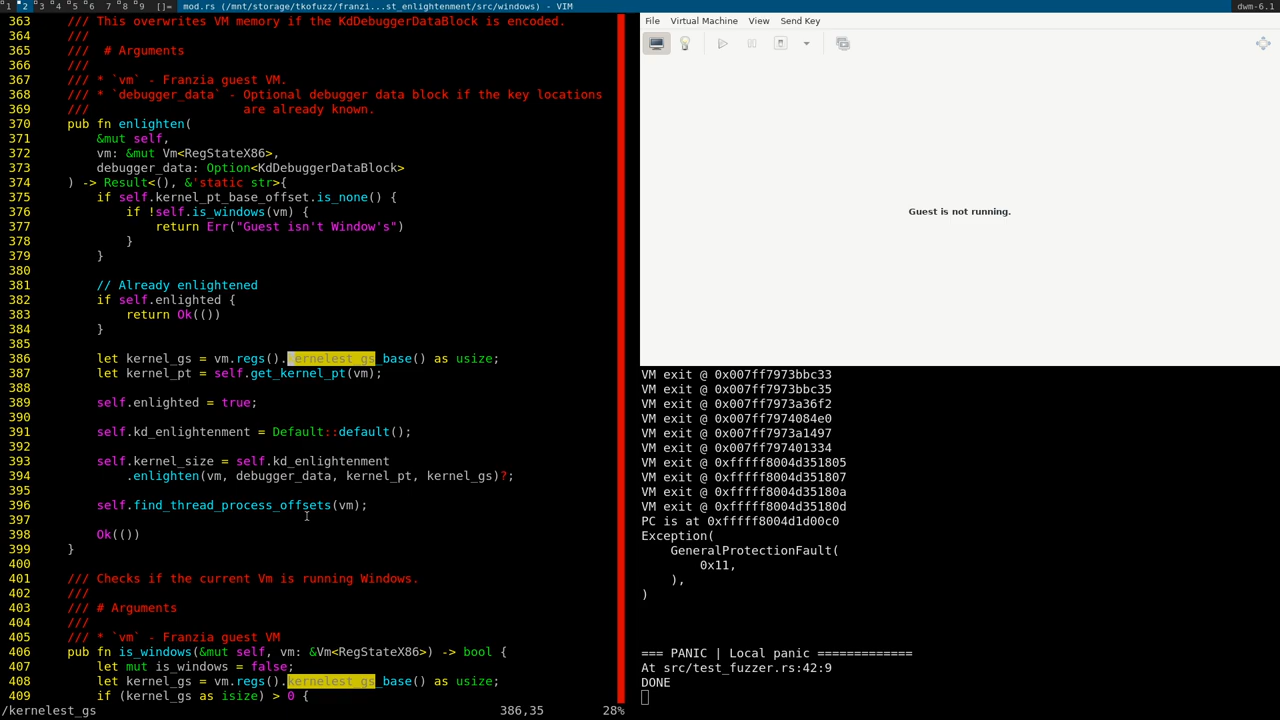 1 2 3 4 5 6 7 8 9 []= mod.rs (/mnt/storage/tkofuzz/franzi...st_enlightenment/src/windows) - VIM dwm-6.1
363 /// This overwrites VM memory if the KdDebuggerDataBlock is encoded.
364 ///
365 ///  # Arguments
366 ///
367 /// * `vm` - Franzia guest VM.
368 /// * `debugger_data` - Optional debugger data block if the key locations
369 ///                     are already known.
370 pub fn enlighten(
371     &mut self,
372     vm: &mut Vm<RegStateX86>,
373     debugger_data: Option<KdDebuggerDataBlock>
374 ) -> Result<(), &'static str>{
375     if self.kernel_pt_base_offset.is_none() {
376         if !self.is_windows(vm) {
377             return Err("Guest isn't Window's")
378         }
379     }
380
381     // Already enlightened
382     if self.enlighted {
383         return Ok(())
384     }
385
386     let kernel_gs = vm.regs().kernelest_gs_base() as usize;
387     let kernel_pt = self.get_kernel_pt(vm);
388
389     self.enlighted = true;
390
391     self.kd_enlightenment = Default::default();
392
393     self.kernel_size = self.kd_enlightenment
394         .enlighten(vm, debugger_data, kernel_pt, kernel_gs)?;
395
396     self.find_thread_process_offsets(vm);
397
398     Ok(())
399 }
400
401 /// Checks if the current Vm is running Windows.
402 ///
403 /// # Arguments
404 ///
405 /// * `vm` - Franzia guest VM
406 pub fn is_windows(&mut self, vm: &Vm<RegStateX86>) -> bool {
407     let mut is_windows = false;
408     let kernel_gs = vm.regs().kernelest_gs_base() as usize;
409     if (kernel_gs as isize) > 0 {
/kernelest_gs 386,35 28%
File Virtual Machine View Send Key
Guest is not running.
VM exit @ 0x007ff7973bbc33
VM exit @ 0x007ff7973bbc35
VM exit @ 0x007ff7973a36f2
VM exit @ 0x007ff7974084e0
VM exit @ 0x007ff7973a1497
VM exit @ 0x007ff797401334
VM exit @ 0xfffff8004d351805
VM exit @ 0xfffff8004d351807
VM exit @ 0xfffff8004d35180a
VM exit @ 0xfffff8004d35180d
PC is at 0xfffff8004d1d00c0
Exception(
    GeneralProtectionFault(
        0x11,
    ),
)
=== PANIC | Local panic =============
At src/test_fuzzer.rs:42:9
DONE